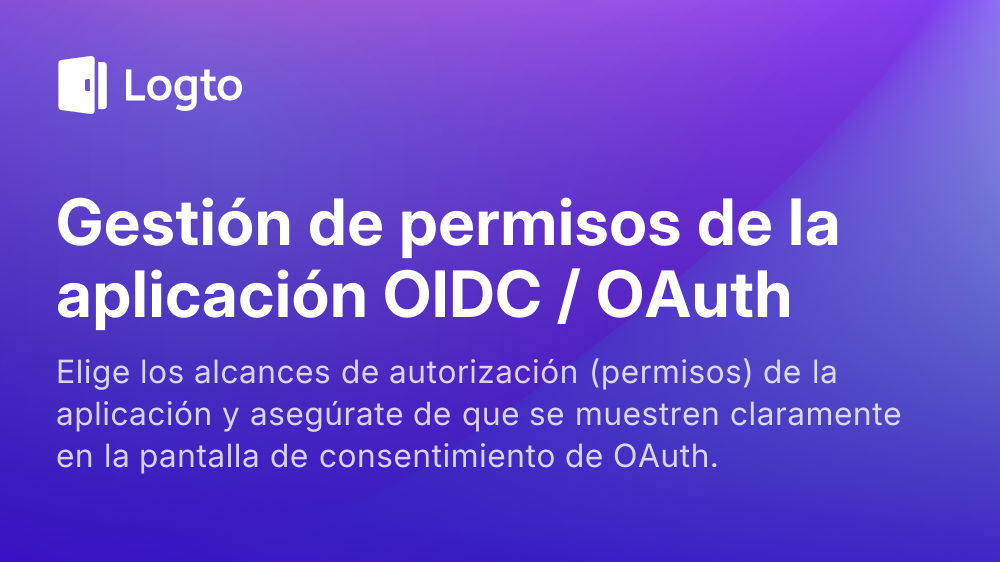 Logto
Gestión de permisos de la
aplicación OIDC / OAuth
Elige los alcances de autorización (permisos) de la
aplicación y asegúrate de que se muestren claramente
en la pantalla de consentimiento de OAuth.